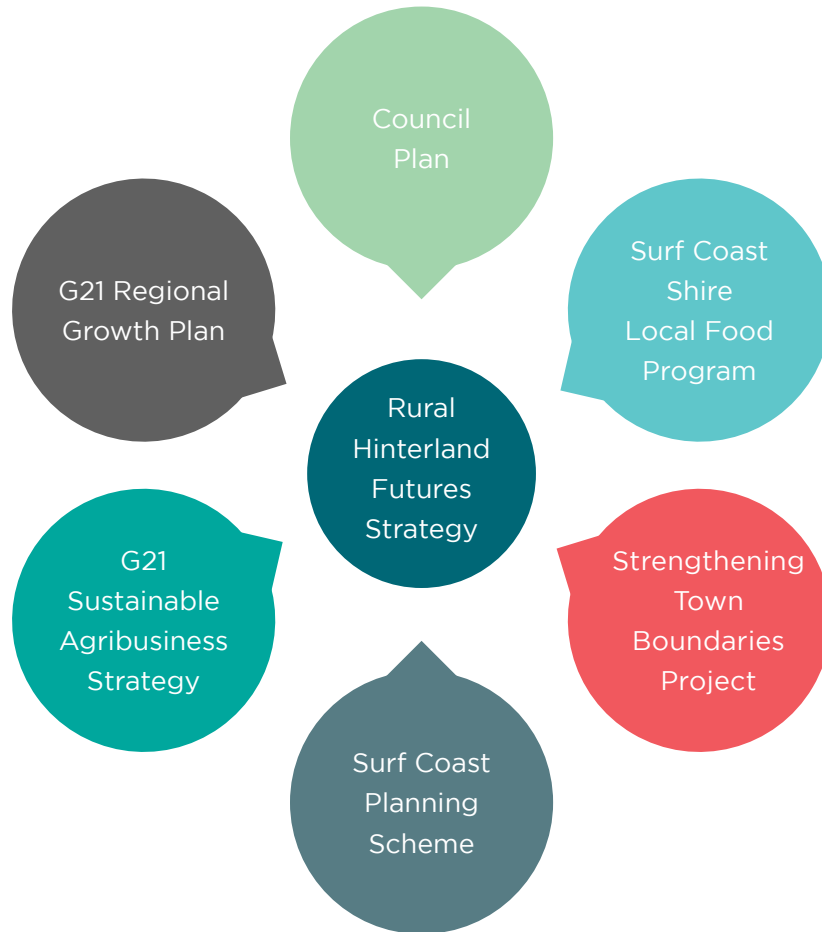 Council
Plan
Surf Coast
Shire
Local Food
Program
G21 Regional
Growth Plan
Rural
Hinterland
Futures
Strategy
G21
Sustainable
Agribusiness
Strategy
Strengthening
Town
Boundaries
Project
Surf Coast
Planning
Scheme